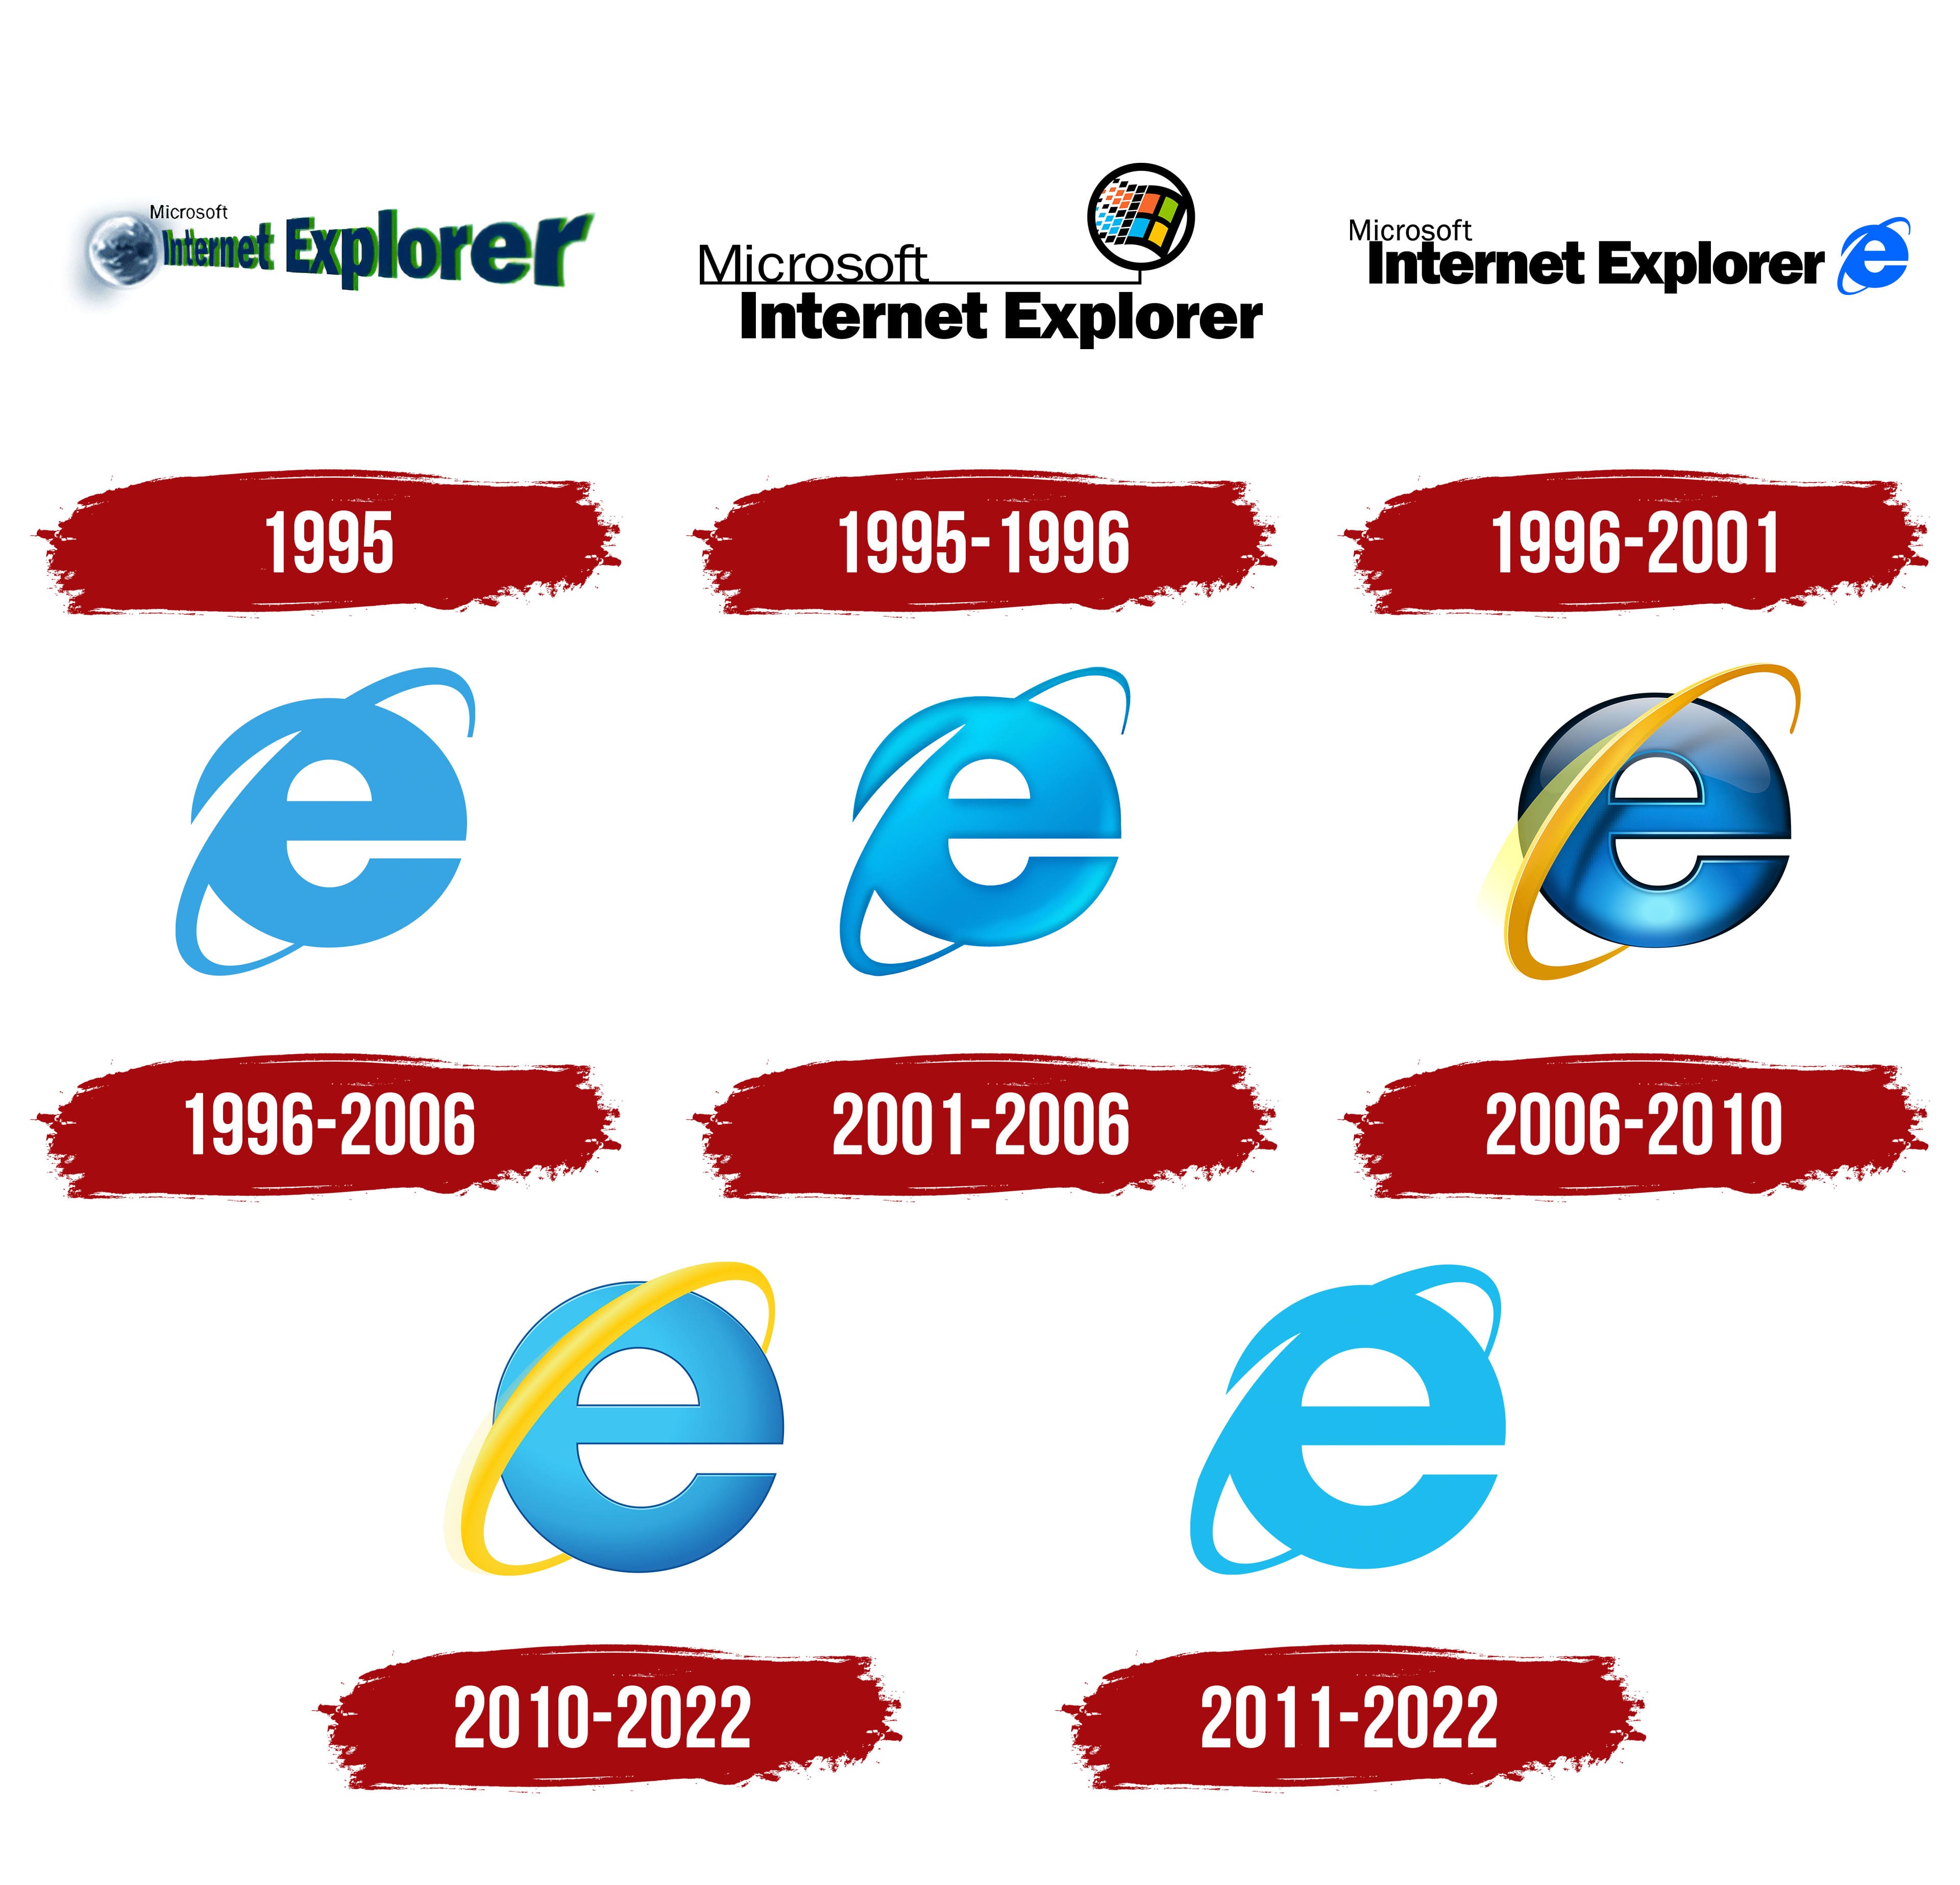 Microsoft
Internet Explorer
Microsoft
Internet Explorer
Microsoft
Internet Explorer e
1995
1995-1996
1996-2001
e
e
e
1996-2006
2001-2006
2006-2010
e
e
2010-2022
2011-2022